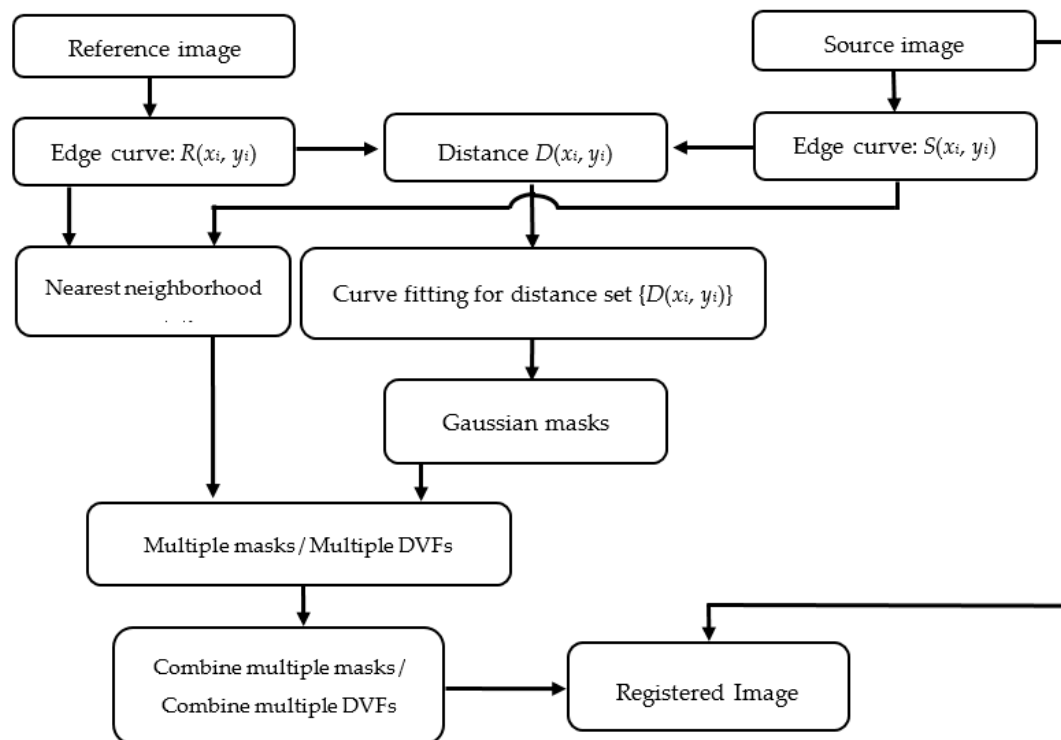 Reference image
Source image
Edge curve: R(xᵢ, yᵢ)
Distance D(xᵢ, yᵢ)
Edge curve: S(xᵢ, yᵢ)
Nearest neighborhood
Curve fitting for distance set {D(xᵢ, yᵢ)}
Gaussian masks
Multiple masks / Multiple DVFs
Combine multiple masks /
Combine multiple DVFs
Registered Image